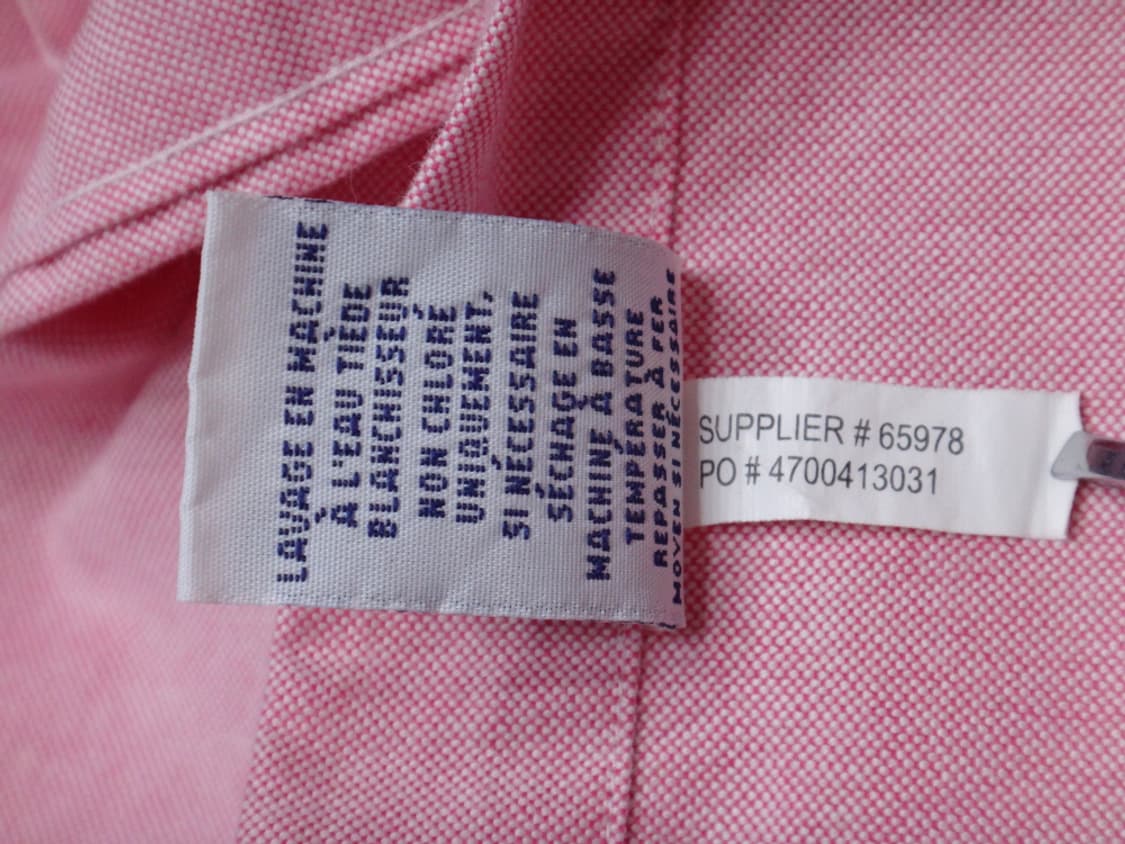 LAVAGE EN MACHINE
À L'EAU TIÈDE
BLANCHISSEUR
NON CHLORÉ
UNIQUEMENT,
SI NÉCESSAIRE
SÉCHAGE EN
MACHINE À BASSE
TEMPÉRATURE
REPASSER À FER
MOYEN SI NÉCESSAIRE
SUPPLIER # 65978
PO # 4700413031